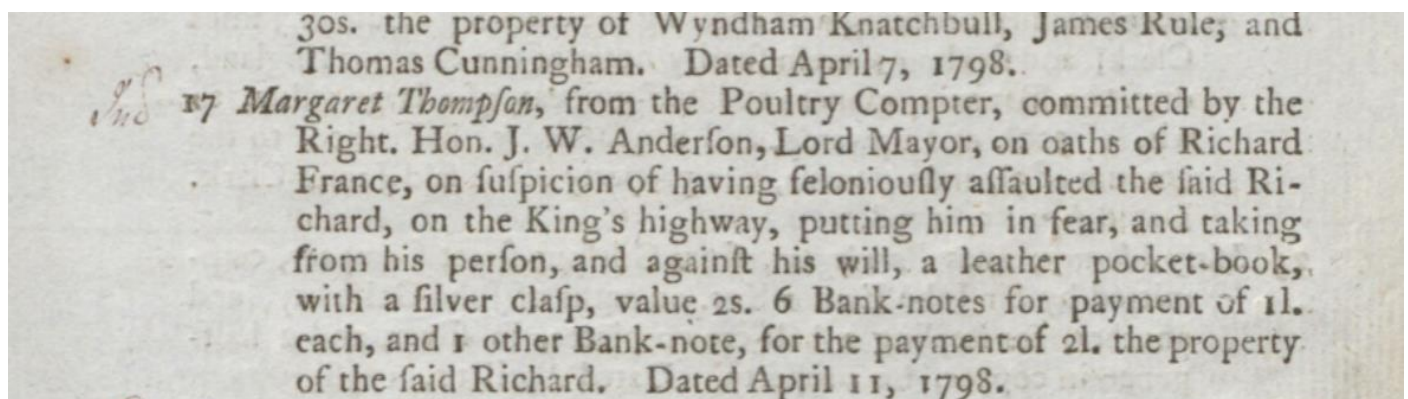 30s. the property of Wyndham Knatchbull, James Rule, and
Thomas Cunningham. Dated April 7, 1798.
17 Margaret Thompſon, from the Poultry Compter, committed by the
Right. Hon. J. W. Anderſon, Lord Mayor, on oaths of Richard
France, on ſuſpicion of having feloniouſly aſſaulted the ſaid Ri-
chard, on the King's highway, putting him in fear, and taking
from his perſon, and againſt his will, a leather pocket-book,
with a ſilver claſp, value 2s. 6 Bank-notes for payment of 1l.
each, and 1 other Bank-note, for the payment of 2l. the property
of the ſaid Richard. Dated April 11, 1798.